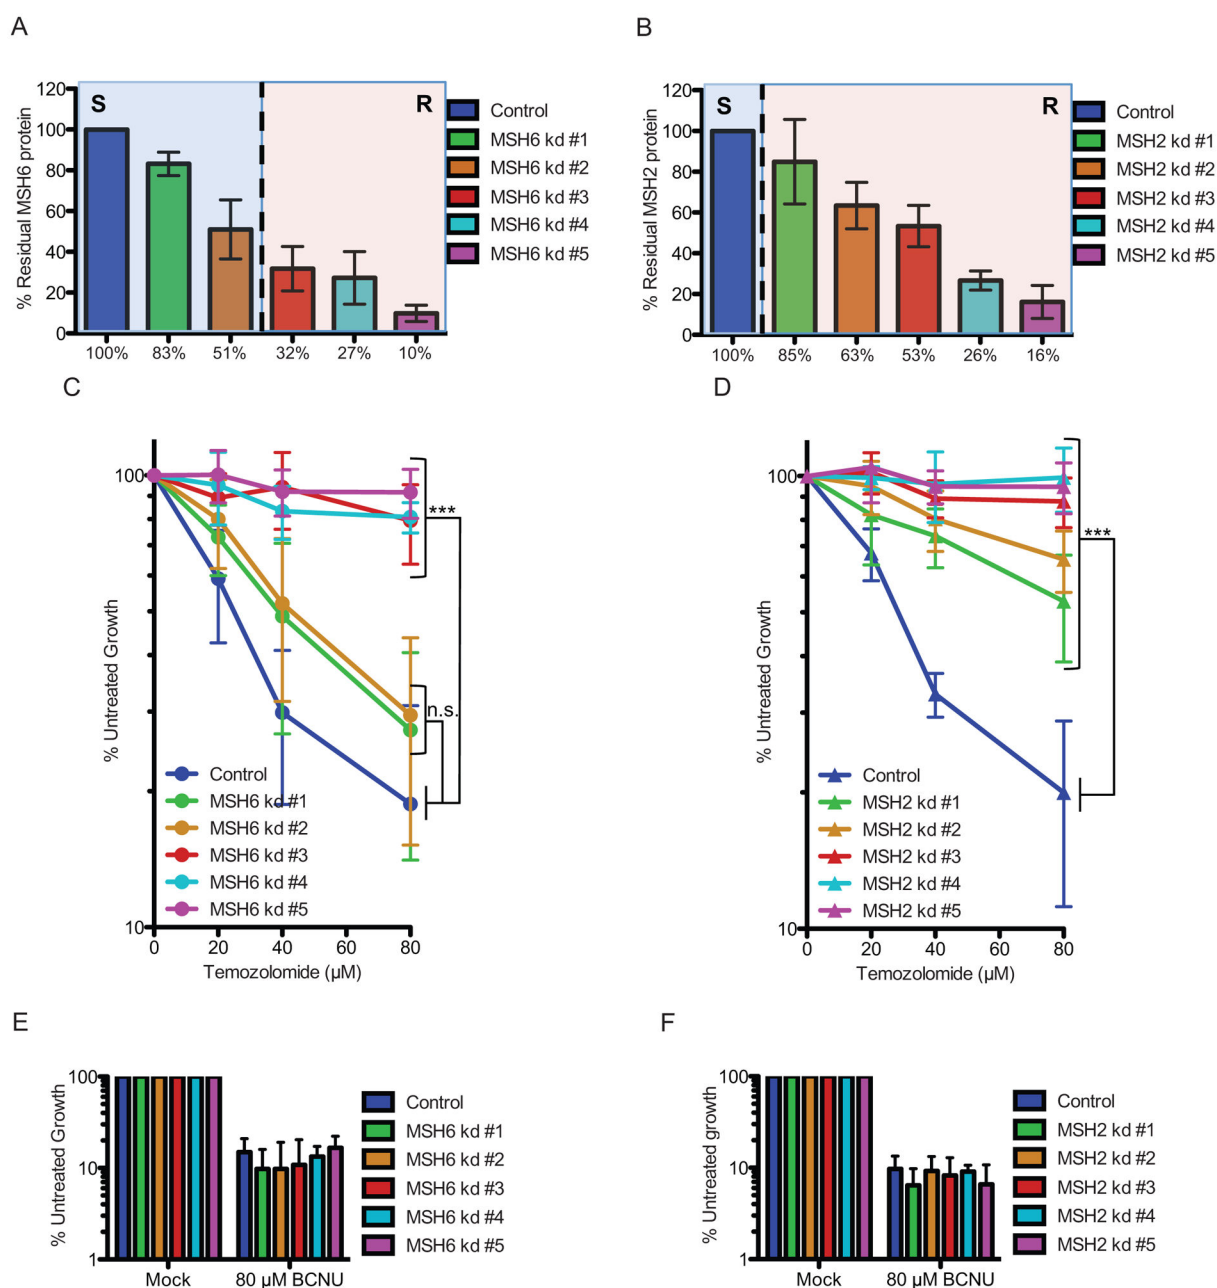 A
120
100
80
60
40
20
0
% Residual MSH6 protein
S
R
100% 83% 51% 32% 27% 10%
Control
MSH6 kd #1
MSH6 kd #2
MSH6 kd #3
MSH6 kd #4
MSH6 kd #5
B
120
100
80
60
40
20
0
% Residual MSH2 protein
S
R
100% 85% 63% 53% 26% 16%
Control
MSH2 kd #1
MSH2 kd #2
MSH2 kd #3
MSH2 kd #4
MSH2 kd #5
C
100
10
% Untreated Growth
***
n.s.
Control
MSH6 kd #1
MSH6 kd #2
MSH6 kd #3
MSH6 kd #4
MSH6 kd #5
0 20 40 60 80
Temozolomide (µM)
D
100
10
% Untreated Growth
***
Control
MSH2 kd #1
MSH2 kd #2
MSH2 kd #3
MSH2 kd #4
MSH2 kd #5
0 20 40 60 80
Temozolomide (µM)
E
100
10
1
% Untreated Growth
Mock 80 µM BCNU
Control
MSH6 kd #1
MSH6 kd #2
MSH6 kd #3
MSH6 kd #4
MSH6 kd #5
F
100
10
1
% Untreated growth
Mock 80 µM BCNU
Control
MSH2 kd #1
MSH2 kd #2
MSH2 kd #3
MSH2 kd #4
MSH2 kd #5